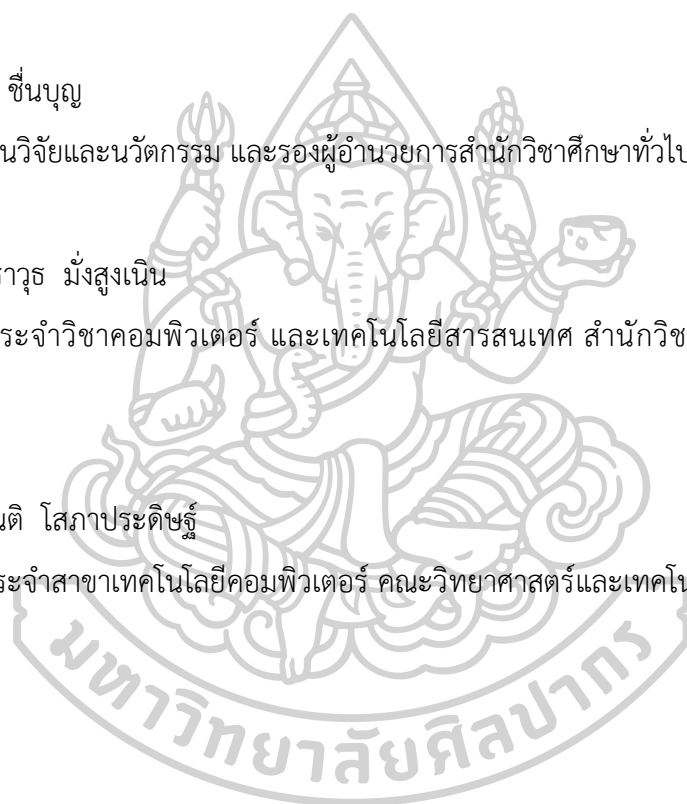 ชื่นบุญ
นวิจัยและนวัตกรรม และรองผู้อำนวยการสำนักวิชาศึกษาทั่วไป
าวุธ มั่งสูงเนิน
ระจำวิชาคอมพิวเตอร์ และเทคโนโลยีสารสนเทศ สำนักวิช
นติ โสภาประดิษฐ์
ระจำสาขาเทคโนโลยีคอมพิวเตอร์ คณะวิทยาศาสตร์และเทคโน
มหาวิทยาลัยศิลปากร